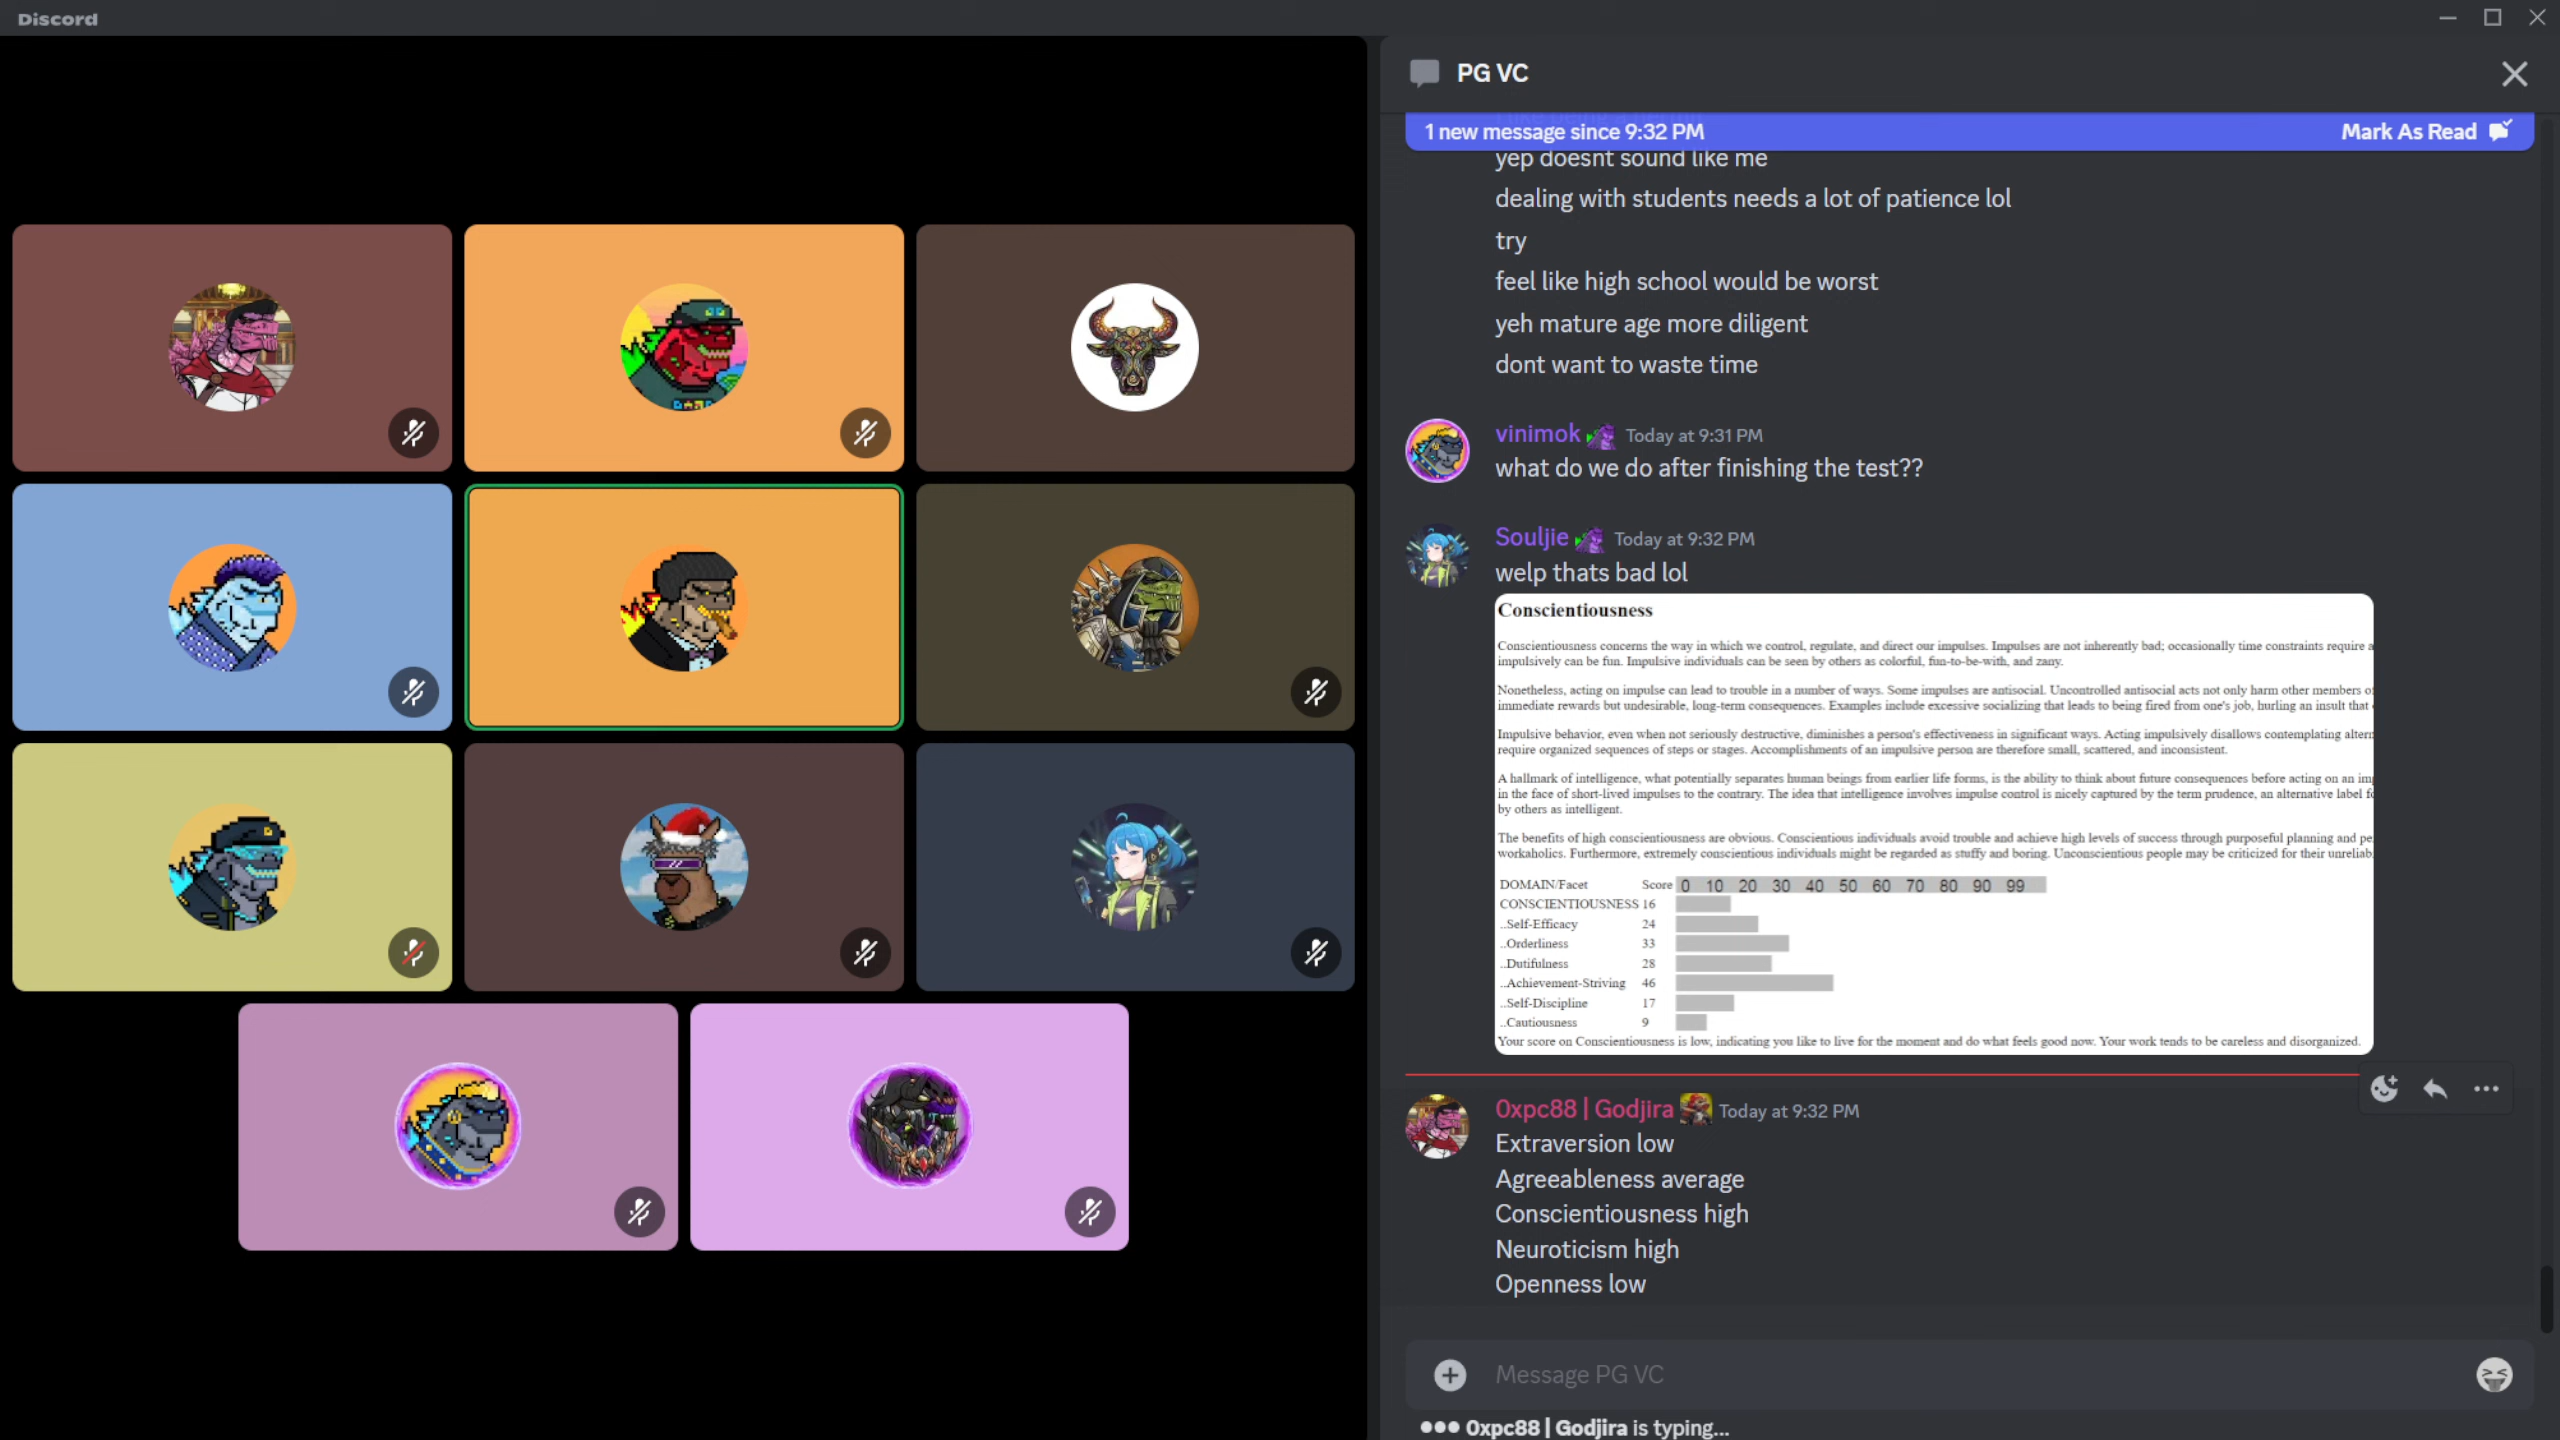 Discord
PG VC
1 new message since 9:32 PM
Mark As Read
yep doesnt sound like me
dealing with students needs a lot of patience lol
try
feel like high school would be worst
yeh mature age more diligent
dont want to waste time
vinimok Today at 9:31 PM
what do we do after finishing the test??
Souljie Today at 9:32 PM
welp thats bad lol
Conscientiousness
Conscientiousness concerns the way in which we control, regulate, and direct our impulses. Impulses are not inherently bad; occasionally time constraints require a
impulsively can be fun. Impulsive individuals can be seen by others as colorful, fun-to-be-with, and zany.
Nonetheless, acting on impulse can lead to trouble in a number of ways. Some impulses are antisocial. Uncontrolled antisocial acts not only harm other members of
immediate rewards but undesirable, long-term consequences. Examples include excessive socializing that leads to being fired from one's job, hurling an insult that
Impulsive behavior, even when not seriously destructive, diminishes a person's effectiveness in significant ways. Acting impulsively disallows contemplating altern
require organized sequences of steps or stages. Accomplishments of an impulsive person are therefore small, scattered, and inconsistent.
A hallmark of intelligence, what potentially separates human beings from earlier life forms, is the ability to think about future consequences before acting on an im
in the face of short-lived impulses to the contrary. The idea that intelligence involves impulse control is nicely captured by the term prudence, an alternative label fo
by others as intelligent.
The benefits of high conscientiousness are obvious. Conscientious individuals avoid trouble and achieve high levels of success through purposeful planning and pe
workaholics. Furthermore, extremely conscientious individuals might be regarded as stuffy and boring. Unconscientious people may be criticized for their unreliab
DOMAIN/Facet Score 0 10 20 30 40 50 60 70 80 90 99
CONSCIENTIOUSNESS 16
..Self-Efficacy 24
..Orderliness 33
..Dutifulness 28
..Achievement-Striving 46
..Self-Discipline 17
..Cautiousness 9
Your score on Conscientiousness is low, indicating you like to live for the moment and do what feels good now. Your work tends to be careless and disorganized.
0xpc88 | Godjira Today at 9:32 PM
Extraversion low
Agreeableness average
Conscientiousness high
Neuroticism high
Openness low
Message PG VC
0xpc88 | Godjira is typing...